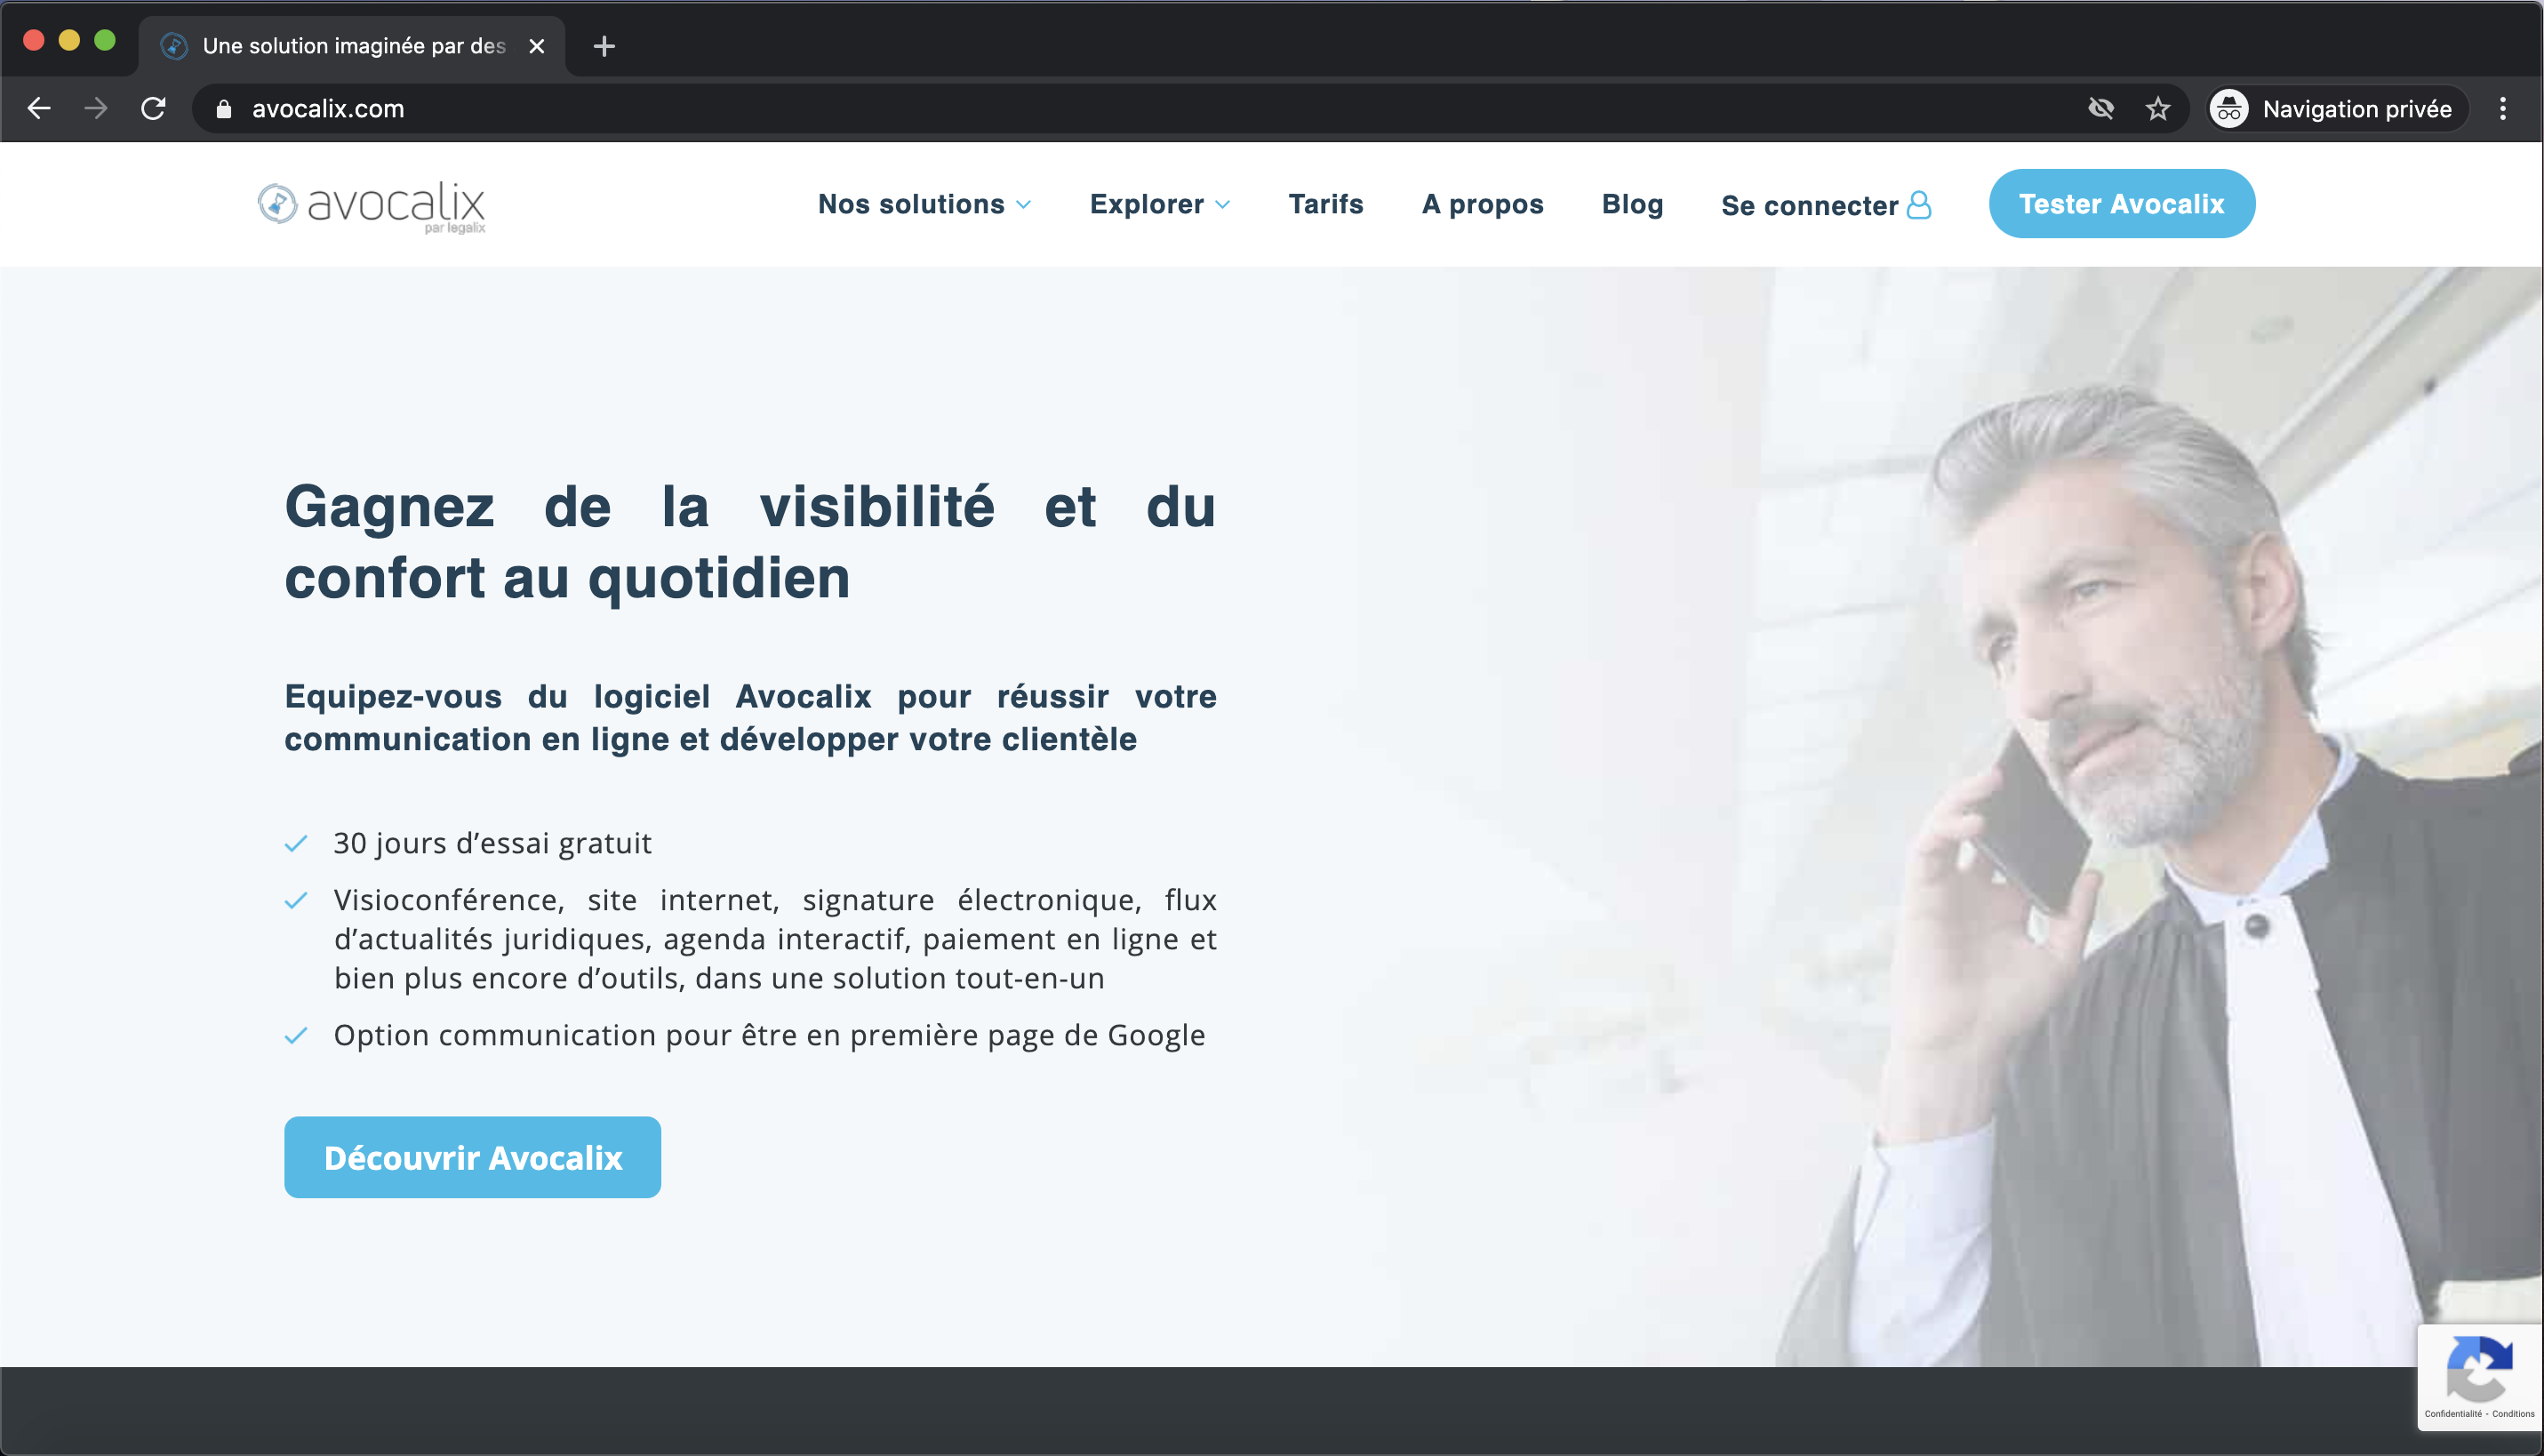 Une solution imaginée par des
avocalix.com
Navigation privée
avocalix
par legalix
Nos solutions
Explorer
Tarifs
A propos
Blog
Se connecter
Tester Avocalix
Gagnez de la visibilité et du
confort au quotidien
Equipez-vous du logiciel Avocalix pour réussir votre
communication en ligne et développer votre clientèle
30 jours d’essai gratuit
Visioconférence, site internet, signature électronique, flux
d’actualités juridiques, agenda interactif, paiement en ligne et
bien plus encore d’outils, dans une solution tout-en-un
Option communication pour être en première page de Google
Découvrir Avocalix
Confidentialité - Conditions